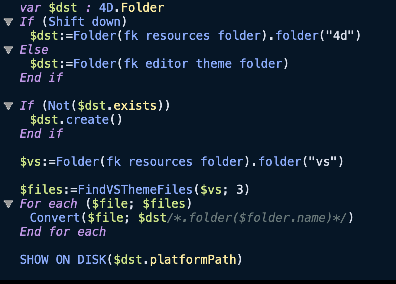 var $dst : 4D.Folder
If (Shift down)
$dst:=Folder(fk resources folder).folder("4d")
Else
$dst:=Folder(fk editor theme folder)
End if
If (Not($dst.exists))
$dst.create()
End if
$vs:=Folder(fk resources folder).folder("vs")
$files:=FindVSThemeFiles($vs; 3)
For each ($file; $files)
Convert($file; $dst/*.folder($folder.name)*/)
End for each
SHOW ON DISK($dst.platformPath)